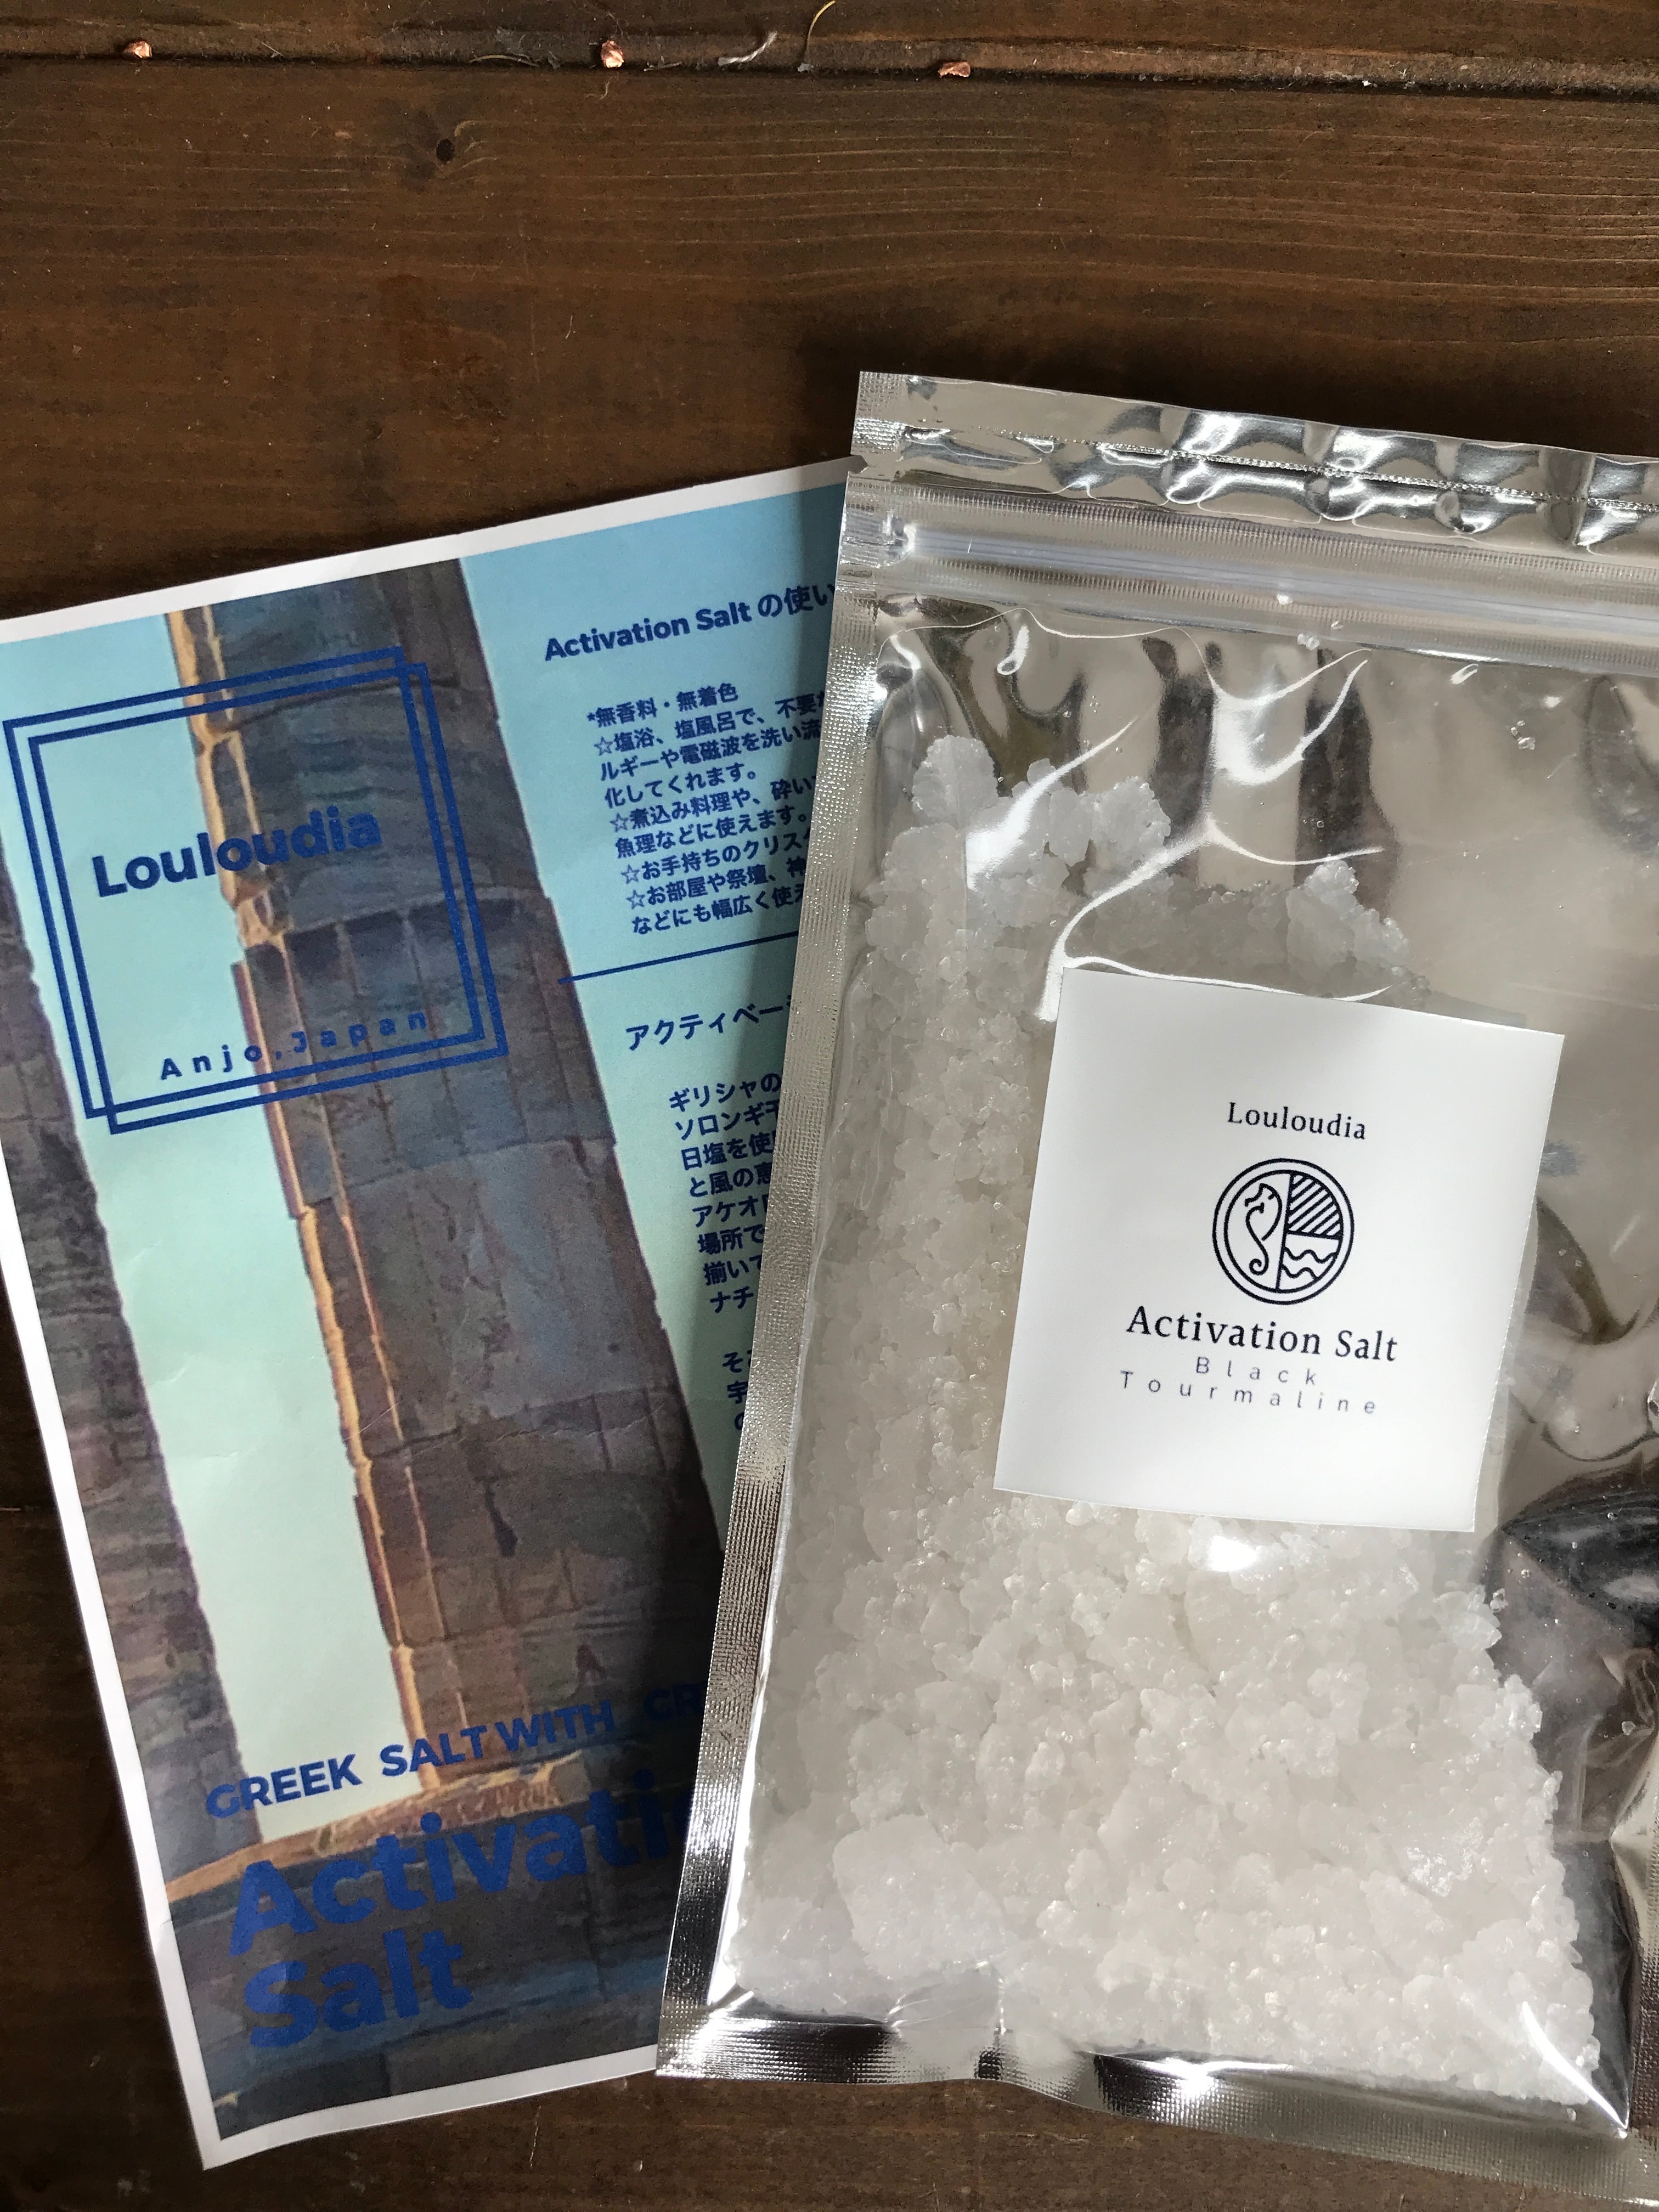 Louloudia
Anjo,Japan
GREEK SALT WITH
Activati
Salt
Activation Salt の使い
*無香料・無着色
☆塩浴、塩風呂で、不要
ルギーや電磁波を洗い流
化してくれます。
☆煮込み料理や、砕い
魚理などに使えます。
☆お手持ちのクリス
☆お部屋や祭壇、神
などにも幅広く使え
アクティベー
ギリシャの
ソロンギ
日塩を使
と風の恵
アケオ
場所で
揃いて
ナチ
そこ
宇
の
Louloudia
Activation Salt
Black
Tourmaline